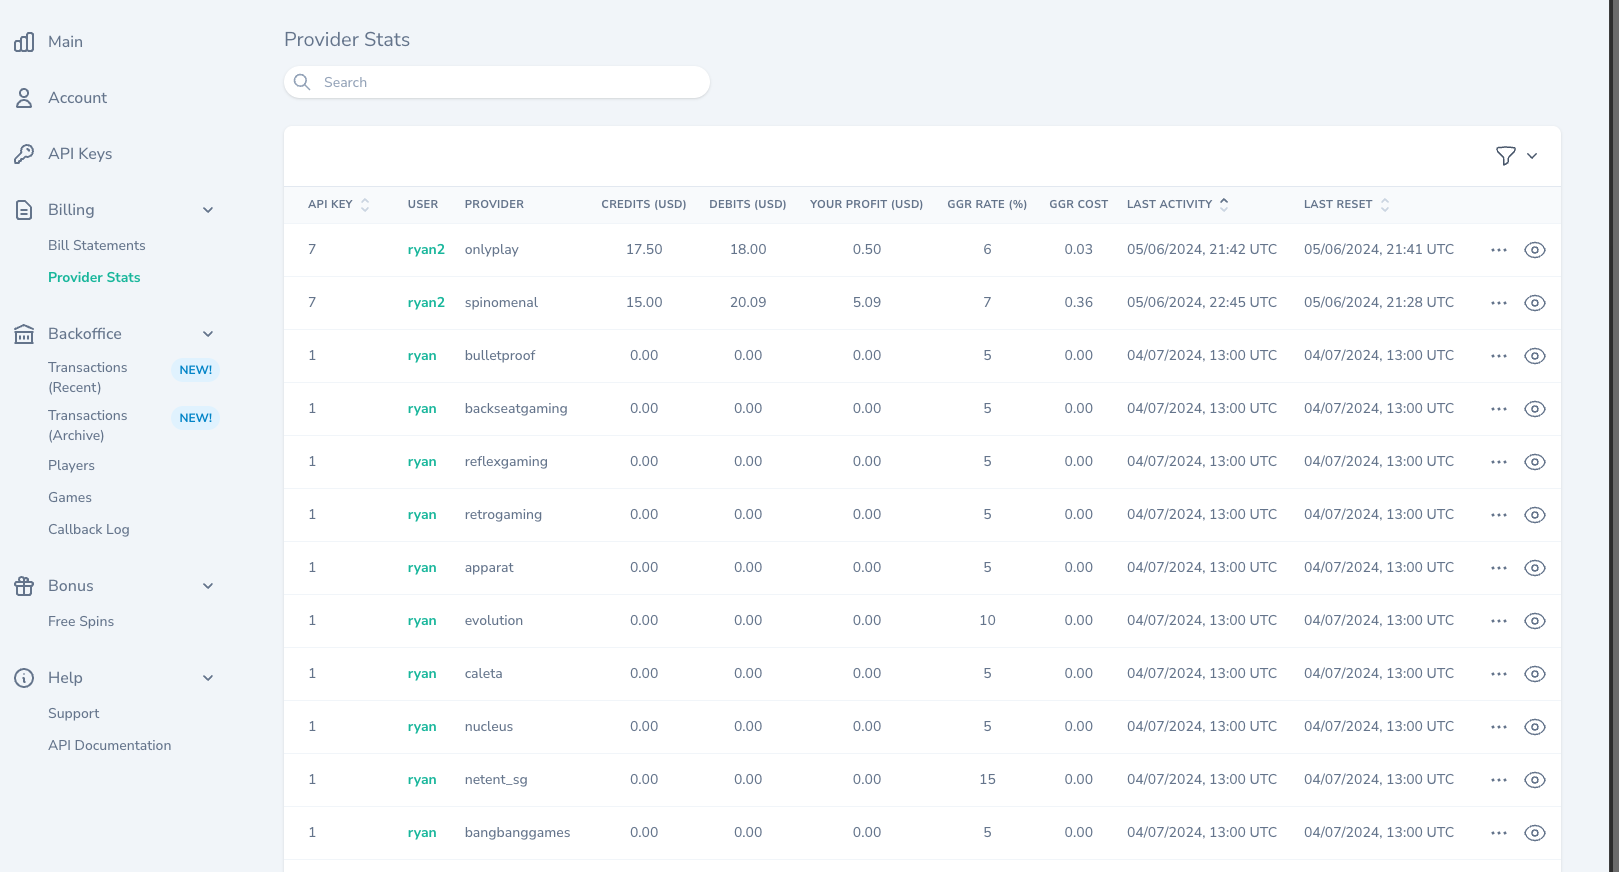 Main
Account
API Keys
Billing
Bill Statements
Provider Stats
Backoffice
Transactions
(Recent)
NEW!
Transactions
(Archive)
NEW!
Players
Games
Callback Log
Bonus
Free Spins
Help
Support
API Documentation
Provider Stats
Search
API KEY USER PROVIDER CREDITS (USD) DEBITS (USD) YOUR PROFIT (USD) GGR RATE (%) GGR COST LAST ACTIVITY LAST RESET
7 ryan2 onlyplay 17.50 18.00 0.50 6 0.03 05/06/2024, 21:42 UTC 05/06/2024, 21:41 UTC
7 ryan2 spinomenal 15.00 20.09 5.09 7 0.36 05/06/2024, 22:45 UTC 05/06/2024, 21:28 UTC
1 ryan bulletproof 0.00 0.00 0.00 5 0.00 04/07/2024, 13:00 UTC 04/07/2024, 13:00 UTC
1 ryan backseatgaming 0.00 0.00 0.00 5 0.00 04/07/2024, 13:00 UTC 04/07/2024, 13:00 UTC
1 ryan reflexgaming 0.00 0.00 0.00 5 0.00 04/07/2024, 13:00 UTC 04/07/2024, 13:00 UTC
1 ryan retrogaming 0.00 0.00 0.00 5 0.00 04/07/2024, 13:00 UTC 04/07/2024, 13:00 UTC
1 ryan apparat 0.00 0.00 0.00 5 0.00 04/07/2024, 13:00 UTC 04/07/2024, 13:00 UTC
1 ryan evolution 0.00 0.00 0.00 10 0.00 04/07/2024, 13:00 UTC 04/07/2024, 13:00 UTC
1 ryan caleta 0.00 0.00 0.00 5 0.00 04/07/2024, 13:00 UTC 04/07/2024, 13:00 UTC
1 ryan nucleus 0.00 0.00 0.00 5 0.00 04/07/2024, 13:00 UTC 04/07/2024, 13:00 UTC
1 ryan netent_sg 0.00 0.00 0.00 15 0.00 04/07/2024, 13:00 UTC 04/07/2024, 13:00 UTC
1 ryan bangbanggames 0.00 0.00 0.00 5 0.00 04/07/2024, 13:00 UTC 04/07/2024, 13:00 UTC